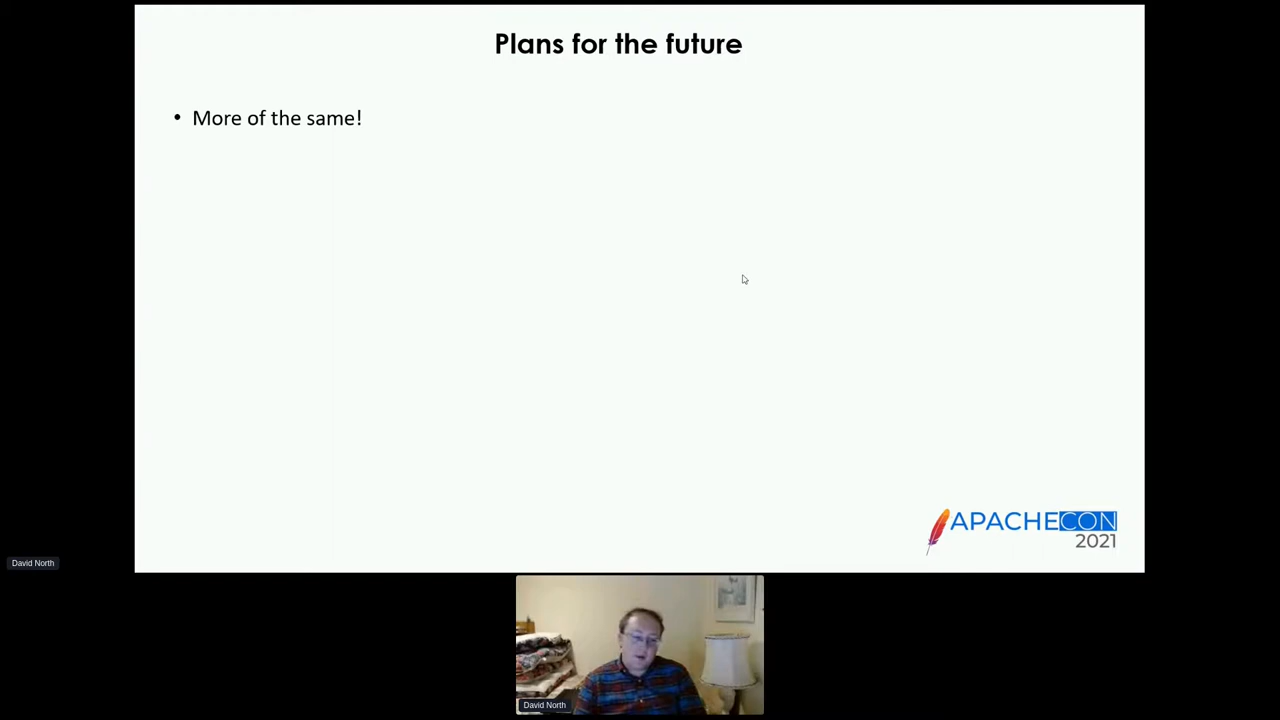 Plans for the future
• More of the same!
APACHECON
2021
David North
David North